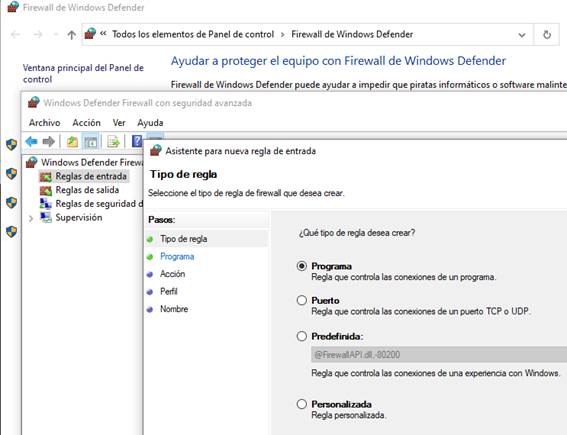 Firewall de Windows Defender
Todos los elementos de Panel de control > Firewall de Windows Defender
Ventana principal del Panel de control
Ayudar a proteger el equipo con Firewall de Windows Defender
Firewall de Windows Defender puede ayudar a impedir que piratas informáticos o software malinte
Windows Defender Firewall con seguridad avanzada
Archivo Acción Ver Ayuda
Windows Defender Firewa
Reglas de entrada
Reglas de salida
Reglas de seguridad d
Supervisión
Asistente para nueva regla de entrada
Tipo de regla
Seleccione el tipo de regla de firewall que desea crear.
Pasos:
Tipo de regla
Programa
Acción
Perfil
Nombre
¿Qué tipo de regla desea crear?
Programa
Regla que controla las conexiones de un programa.
Puerto
Regla que controla las conexiones de un puerto TCP o UDP.
Predefinida:
@FirewallAPI.dll,-80200
Regla que controla las conexiones de una experiencia con Windows.
Personalizada
Regla personalizada.